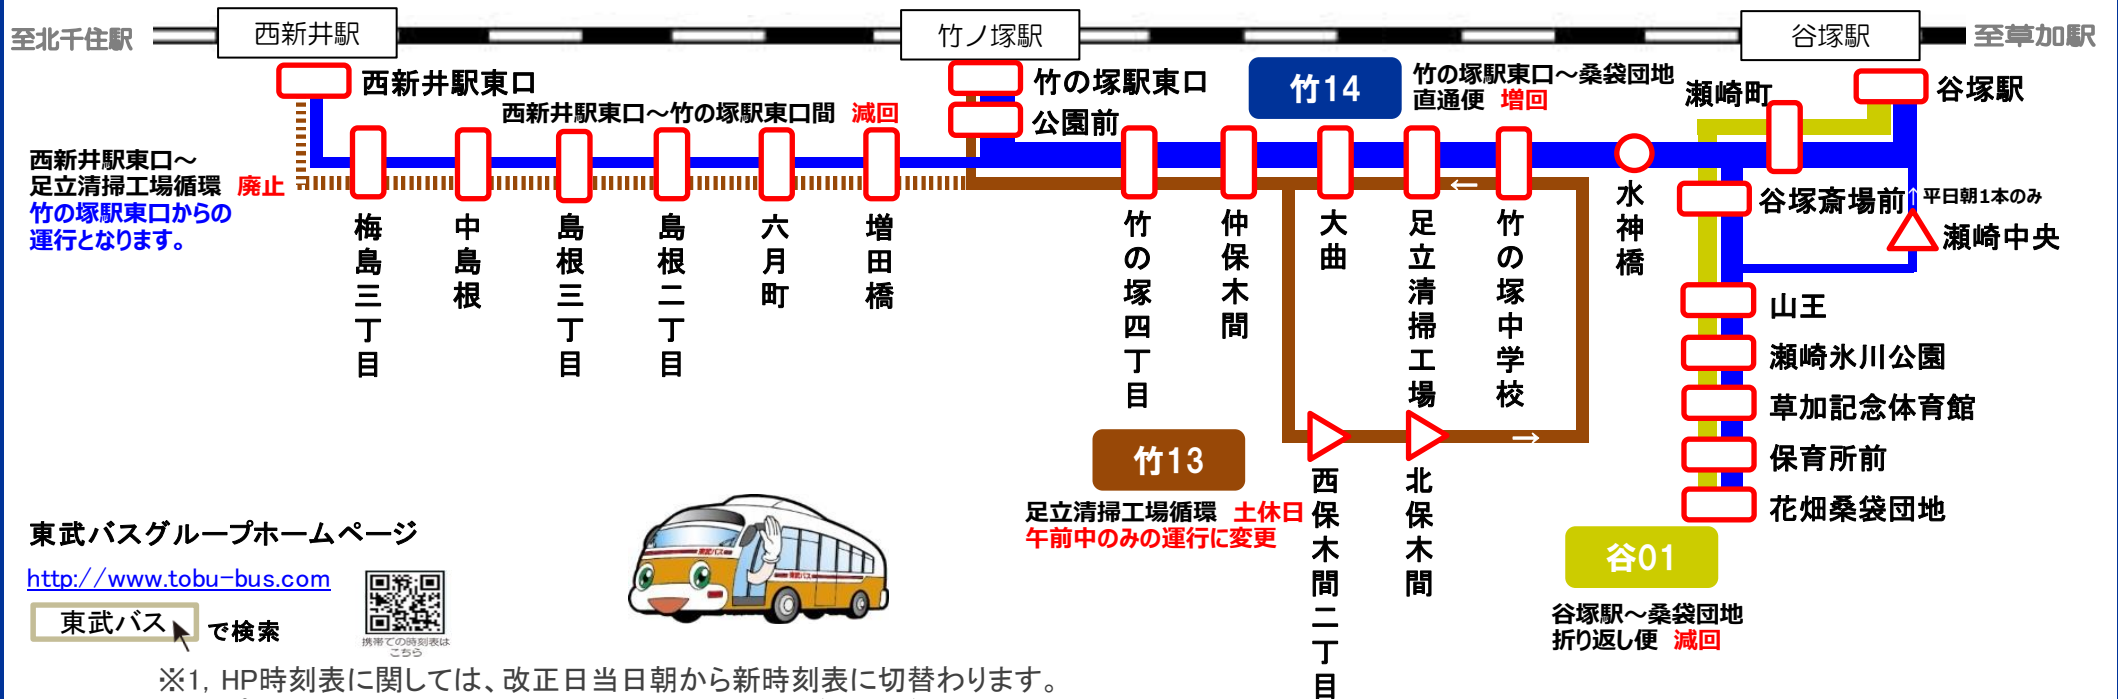 至北千住駅
西新井駅
竹ノ塚駅
谷塚駅
至草加駅
西新井駅東口
竹の塚駅東口
公園前
竹14
竹の塚駅東口～桑袋団地
直通便 増回
瀬崎町
谷塚駅
西新井駅東口～竹の塚駅東口間 減回
西新井駅東口～
足立清掃工場循環 廃止
竹の塚駅東口からの
運行となります。
梅島三丁目
中島根
島根三丁目
島根二丁目
六月町
増田橋
竹の塚四丁目
仲保木間
大曲
足立清掃工場
←
竹の塚中学校
水神橋
谷塚斎場前
↑平日朝1本のみ
瀬崎中央
山王
瀬崎氷川公園
草加記念体育館
保育所前
花畑桑袋団地
→
竹13
足立清掃工場循環 土休日
午前中のみの運行に変更
西保木間二丁目
北保木間
谷01
谷塚駅～桑袋団地
折り返し便 減回
東武バスグループホームページ
http://www.tobu-bus.com
東武バス で検索
携帯での時刻表は
こちら
東武バス
※1, HP時刻表に関しては、改正日当日朝から新時刻表に切替わります。